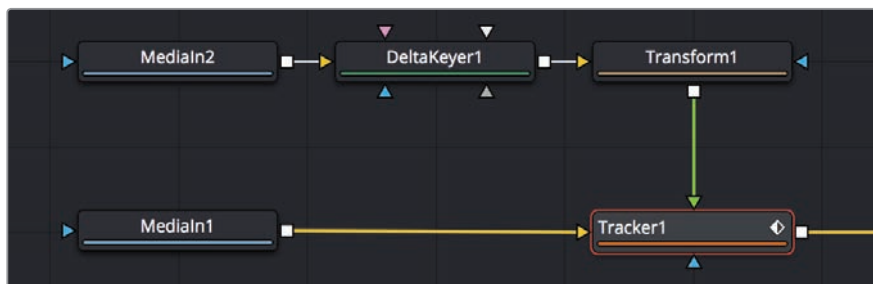 MediaIn2
DeltaKeyer1
Transform1
MediaIn1
Tracker1